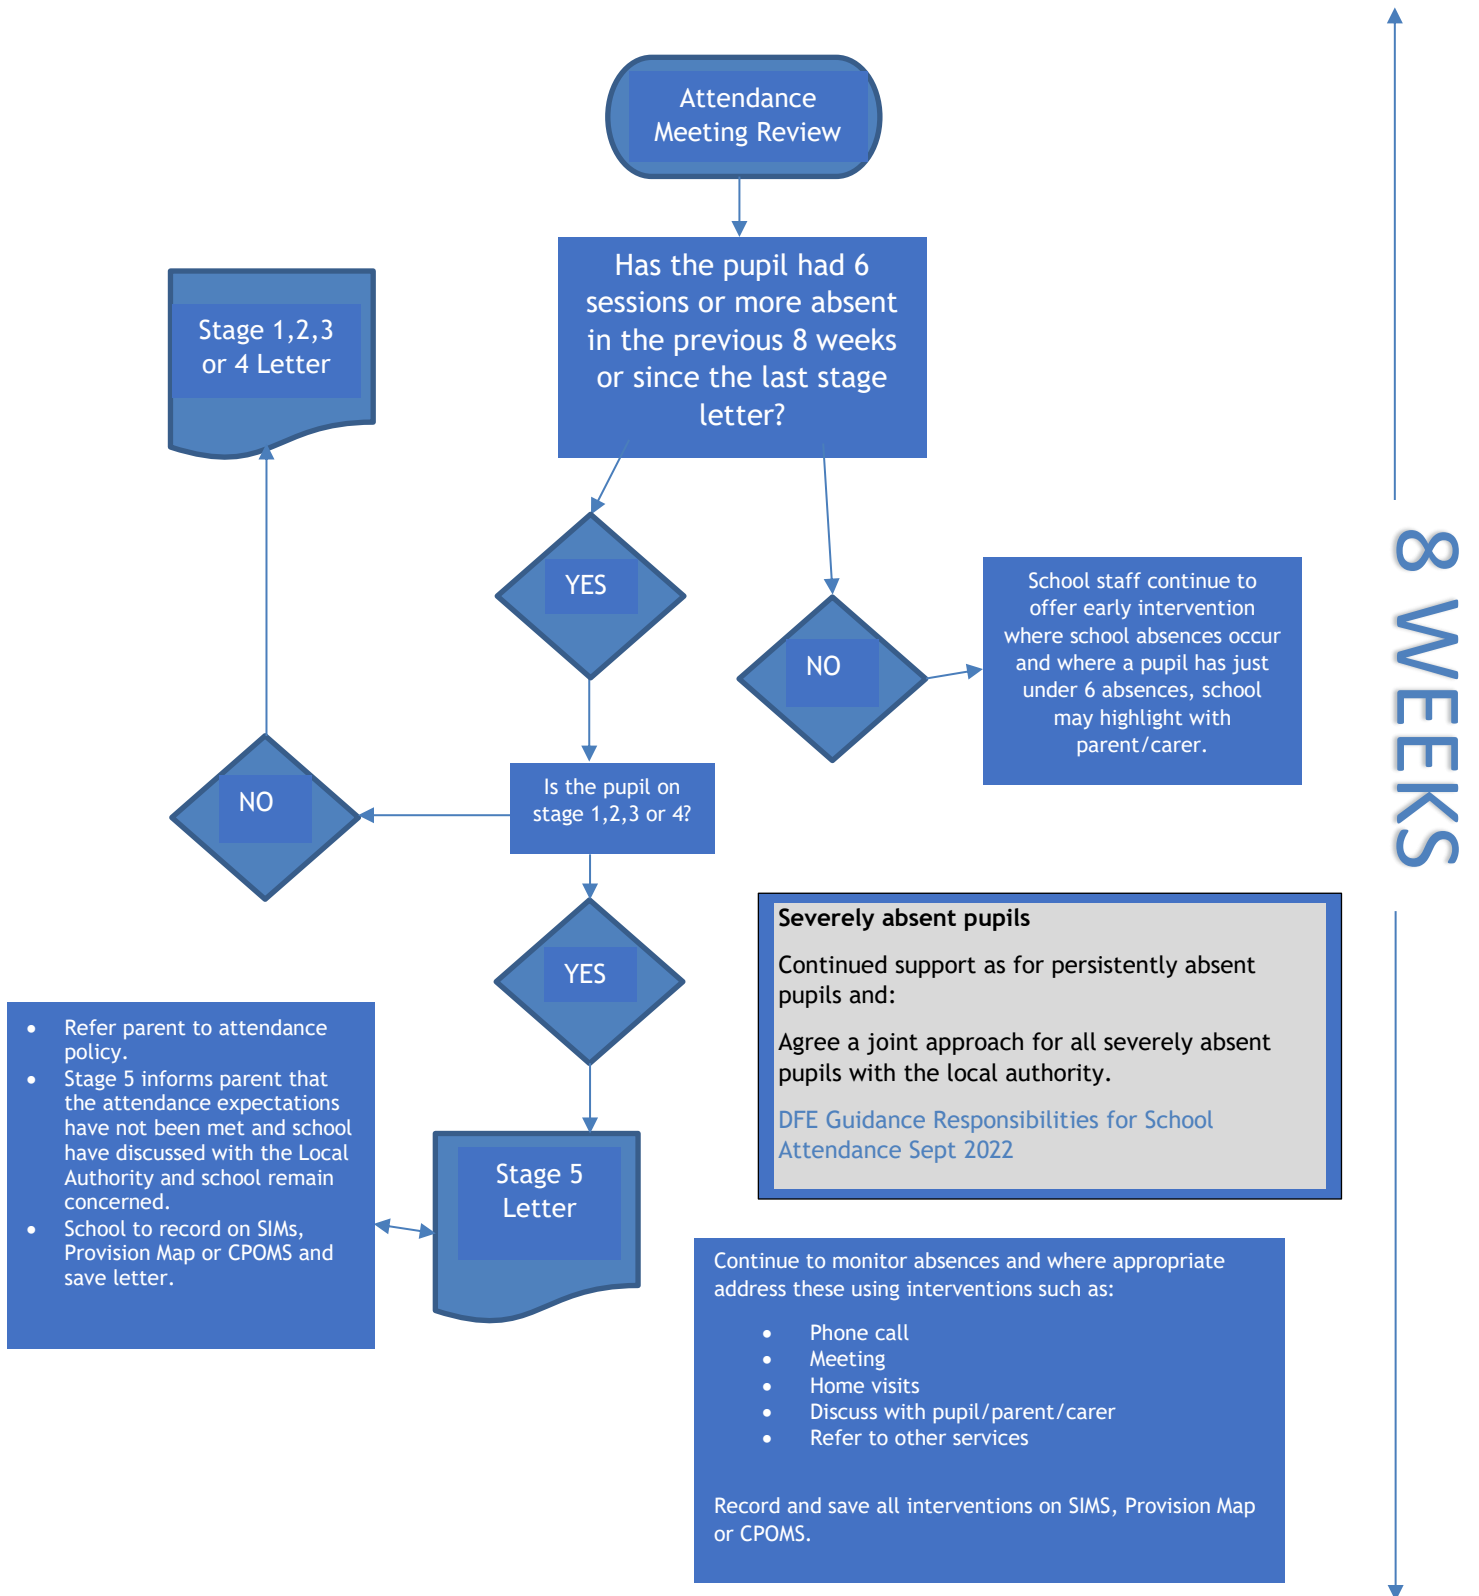 Attendance
Meeting Review
Has the pupil had 6
sessions or more absent
in the previous 8 weeks
or since the last stage
letter?
Stage 1,2,3
or 4 Letter
YES
NO
School staff continue to
offer early intervention
where school absences occur
and where a pupil has just
under 6 absences, school
may highlight with
parent/carer.
8 WEEKS
Is the pupil on
stage 1,2,3 or 4?
NO
YES
Severely absent pupils
Continued support as for persistently absent
pupils and:
Agree a joint approach for all severely absent
pupils with the local authority.
DFE Guidance Responsibilities for School
Attendance Sept 2022
• Refer parent to attendance
policy.
• Stage 5 informs parent that
the attendance expectations
have not been met and school
have discussed with the Local
Authority and school remain
concerned.
• School to record on SIMs,
Provision Map or CPOMS and
save letter.
Stage 5
Letter
Continue to monitor absences and where appropriate
address these using interventions such as:
• Phone call
• Meeting
• Home visits
• Discuss with pupil/parent/carer
• Refer to other services
Record and save all interventions on SIMS, Provision Map
or CPOMS.